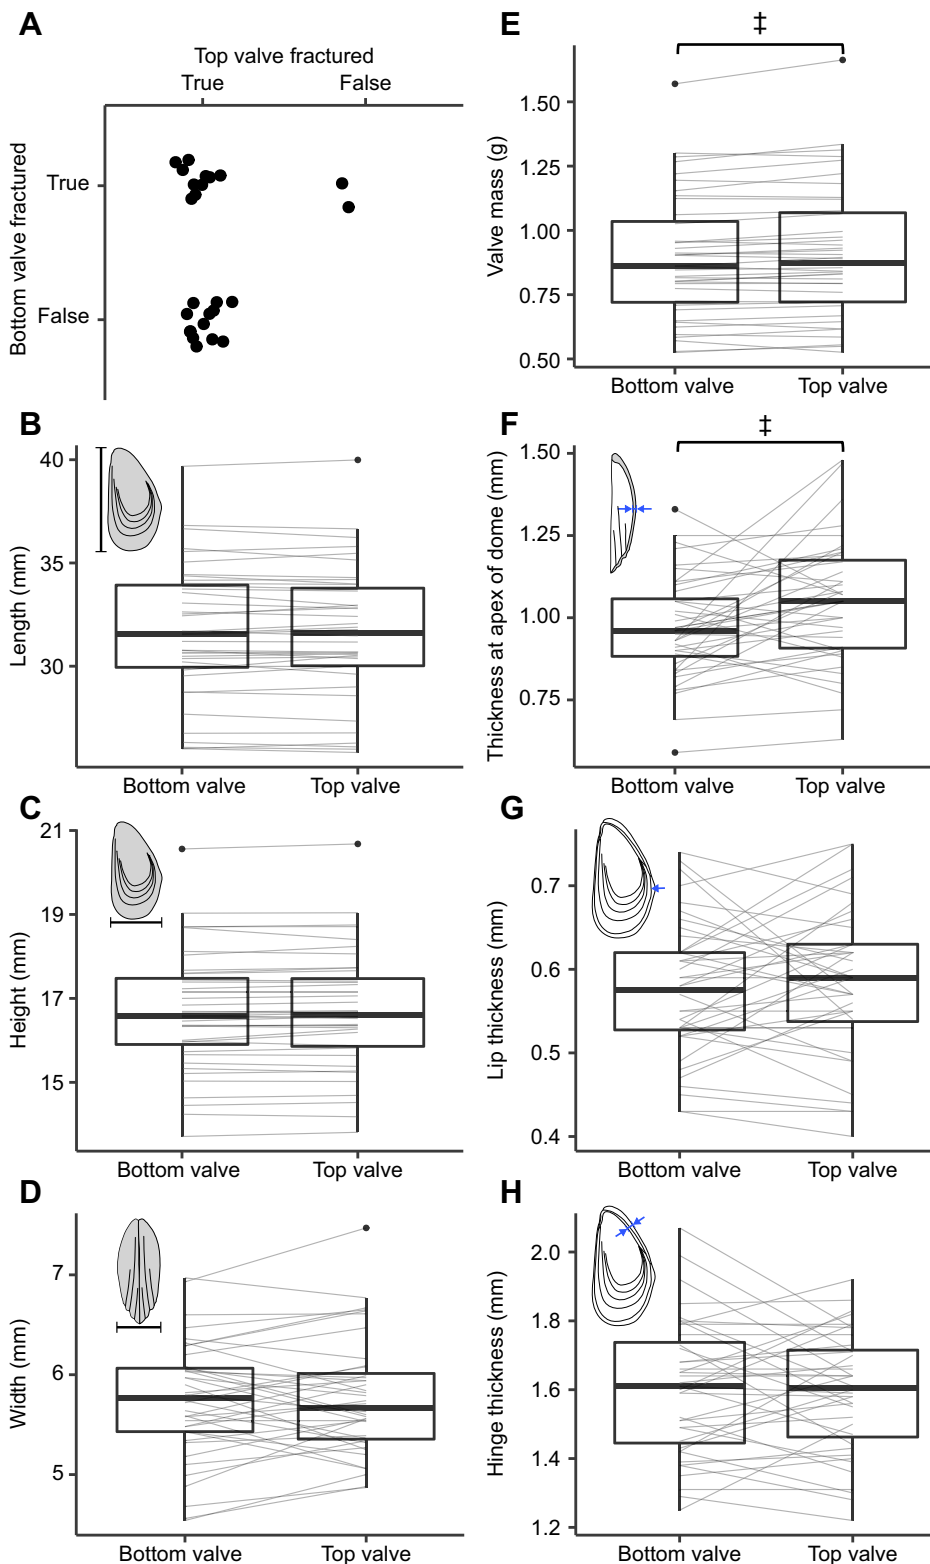 A
Top valve fractured
True
False
Bottom valve fractured
True
False
B
Length (mm)
40
35
30
Bottom valve
Top valve
C
Height (mm)
21
19
17
15
Bottom valve
Top valve
D
Width (mm)
7
6
5
Bottom valve
Top valve
E
‡
Valve mass (g)
1.50
1.25
1.00
0.75
0.50
Bottom valve
Top valve
F
‡
Thickness at apex of dome (mm)
1.50
1.25
1.00
0.75
Bottom valve
Top valve
G
Lip thickness (mm)
0.7
0.6
0.5
0.4
Bottom valve
Top valve
H
Hinge thickness (mm)
2.0
1.8
1.6
1.4
1.2
Bottom valve
Top valve